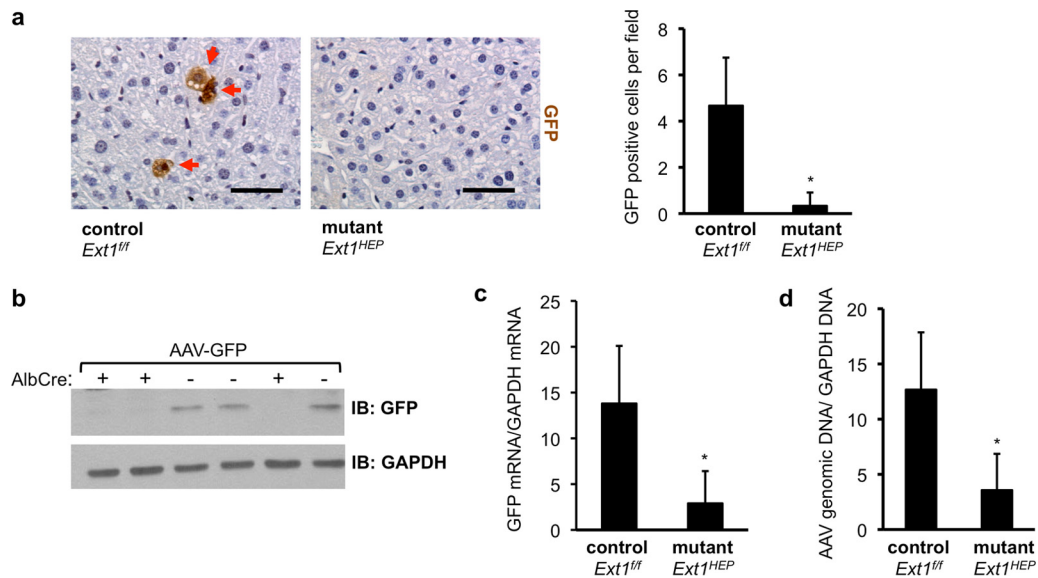 a
GFP
control
Ext1f/f
mutant
Ext1HEP
GFP positive cells per field
8
6
4
2
0
control
Ext1f/f
mutant
Ext1HEP
*
b
AAV-GFP
AlbCre: + + - - + -
IB: GFP
IB: GAPDH
c
GFP mRNA/GAPDH mRNA
25
20
15
10
5
0
control
Ext1f/f
mutant
Ext1HEP
*
d
AAV genomic DNA/ GAPDH DNA
20
15
10
5
0
control
Ext1f/f
mutant
Ext1HEP
*